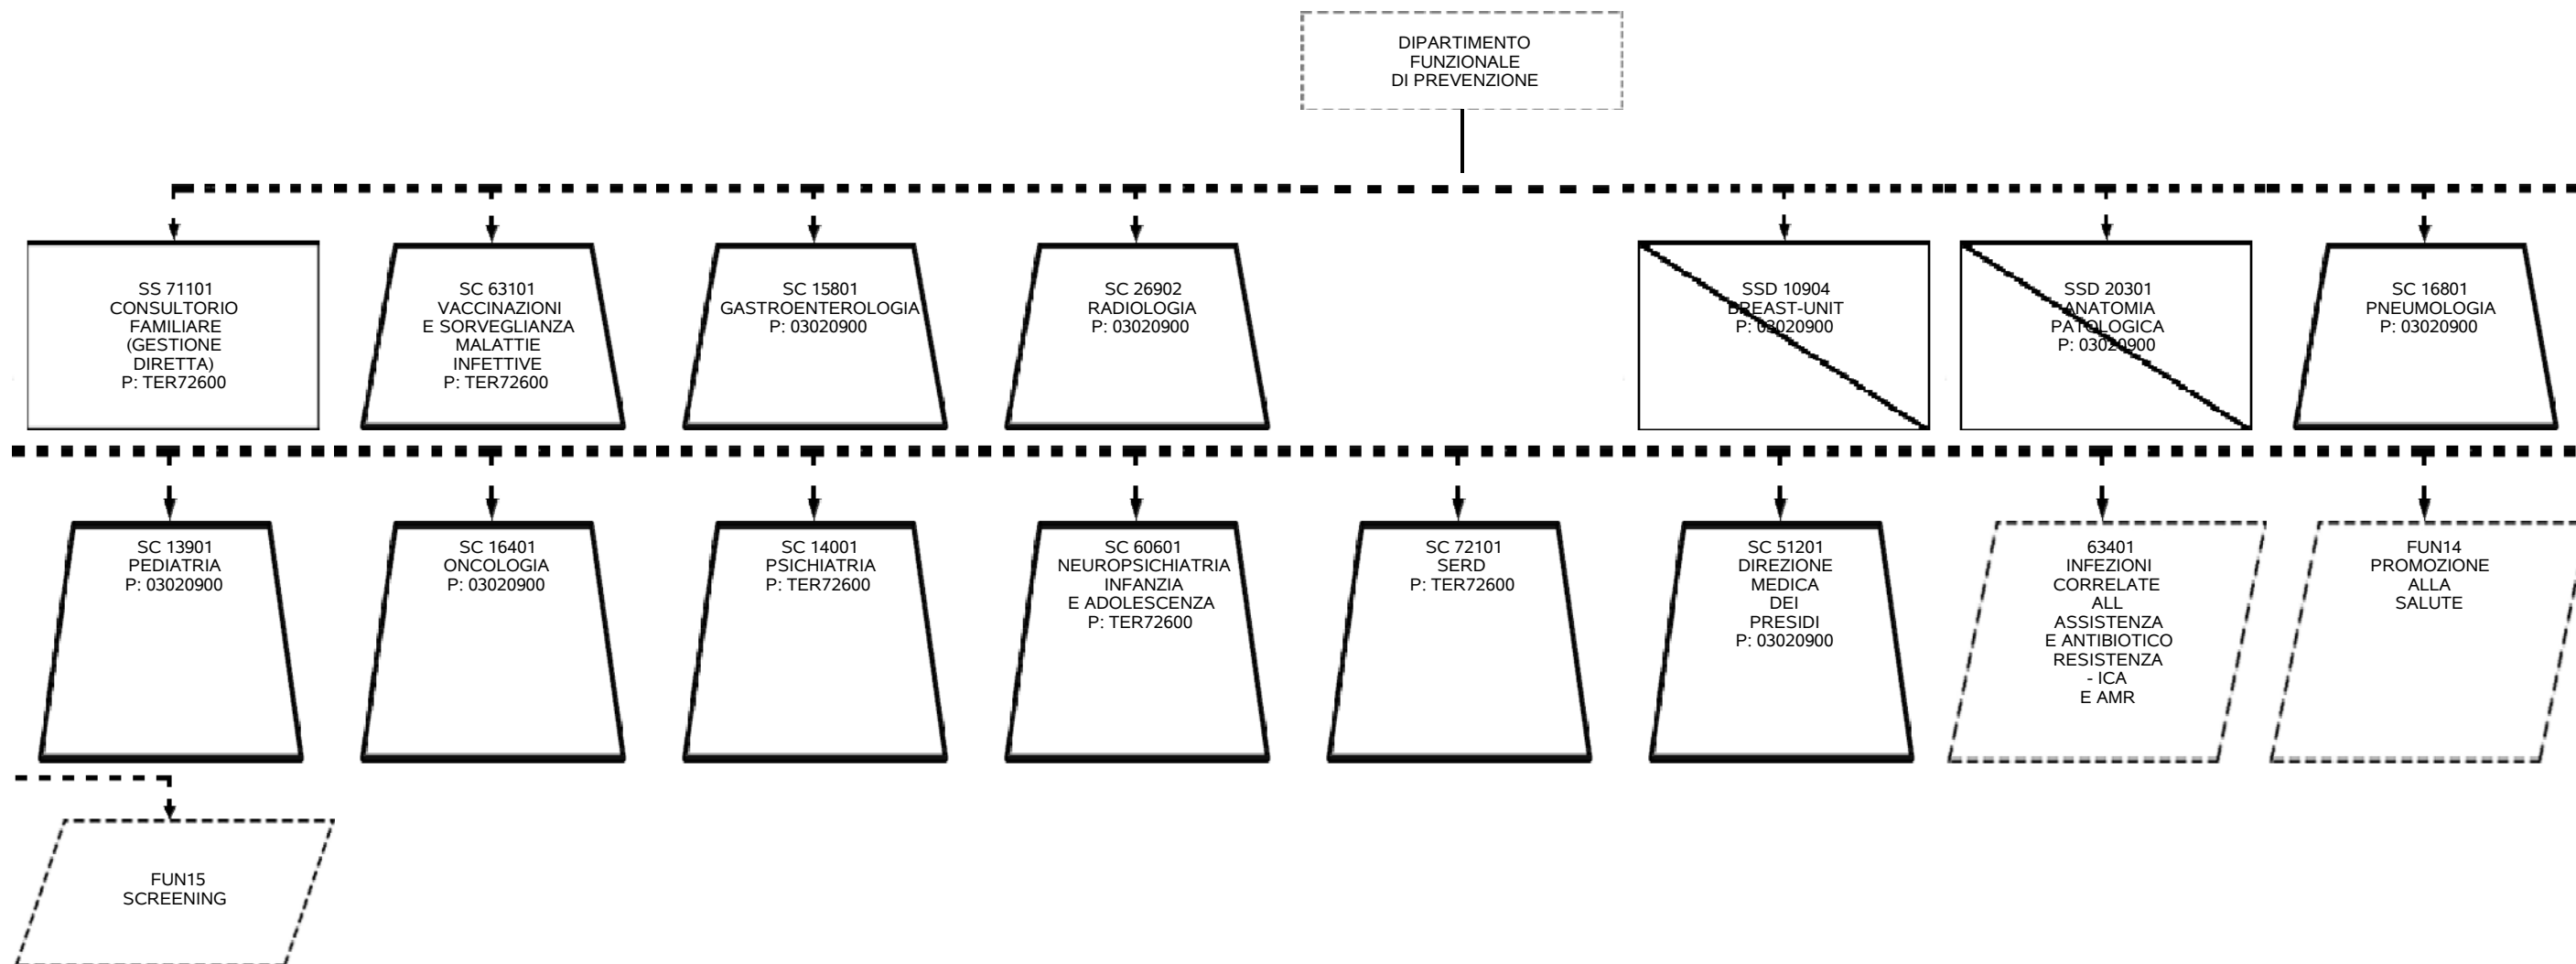 DIPARTIMENTO
FUNZIONALE
DI PREVENZIONE
SS 71101
CONSULTORIO
FAMILIARE
(GESTIONE
DIRETTA)
P: TER72600
SC 63101
VACCINAZIONI
E SORVEGLIANZA
MALATTIE
INFETTIVE
P: TER72600
SC 15801
GASTROENTEROLOGIA
P: 03020900
SC 26902
RADIOLOGIA
P: 03020900
SSD 10904
BREAST-UNIT
P: 03020900
SSD 20301
ANATOMIA
PATOLOGICA
P: 03020900
SC 16801
PNEUMOLOGIA
P: 03020900
SC 13901
PEDIATRIA
P: 03020900
SC 16401
ONCOLOGIA
P: 03020900
SC 14001
PSICHIATRIA
P: TER72600
SC 60601
NEUROPSICHIATRIA
INFANZIA
E ADOLESCENZA
P: TER72600
SC 72101
SERD
P: TER72600
SC 51201
DIREZIONE
MEDICA
DEI
PRESIDI
P: 03020900
63401
INFEZIONI
CORRELATE
ALL
ASSISTENZA
E ANTIBIOTICO
RESISTENZA
- ICA
E AMR
FUN14
PROMOZIONE
ALLA
SALUTE
FUN15
SCREENING